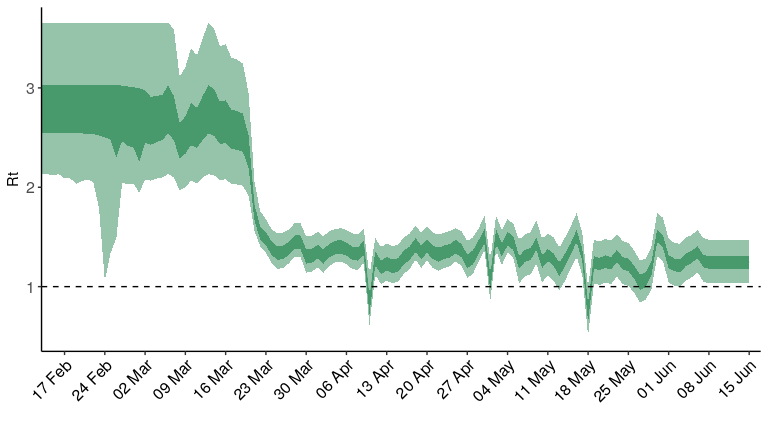 Rt
3
2
1
17 Feb
24 Feb
02 Mar
09 Mar
16 Mar
23 Mar
30 Mar
06 Apr
13 Apr
20 Apr
27 Apr
04 May
11 May
18 May
25 May
01 Jun
08 Jun
15 Jun